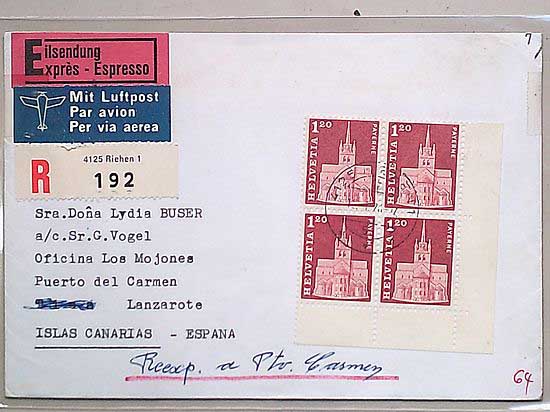 Eilsendung
Exprès - Espresso
Mit Luftpost
Par avion
Per via aerea
4125 Riehen 1
R 192
Sra.Doña Lydia BUSER
a/c.Sr.G.Vogel
Oficina Los Mojones
Puerto del Carmen
Lanzarote
ISLAS CANARIAS - ESPANA
Reexp. a Pto. Carmen
1.20 PAYERNE HELVETIA
1.20 PAYERNE HELVETIA
1.20 PAYERNE HELVETIA
1.20 PAYERNE HELVETIA
7/
64